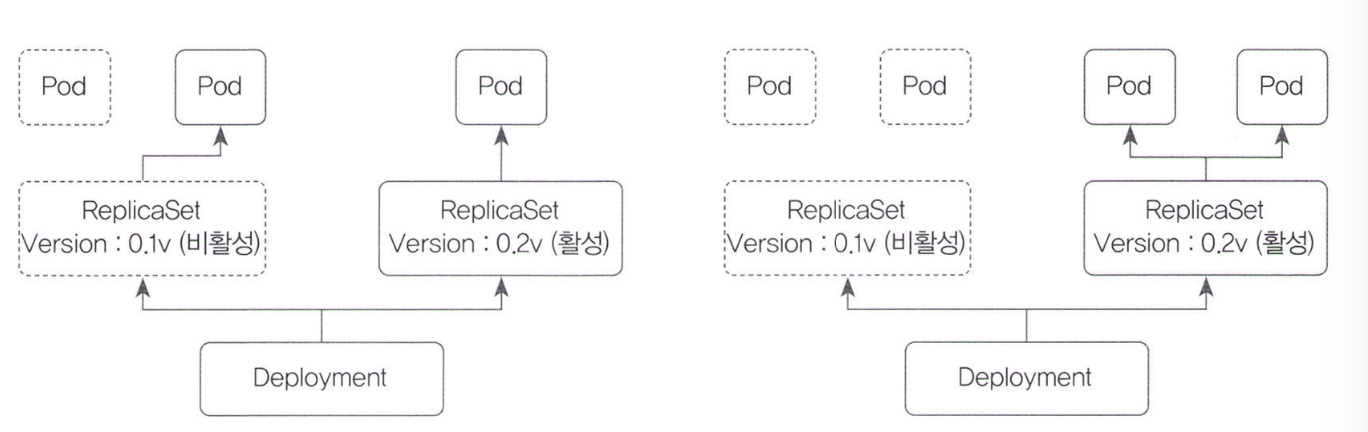 Pod
Pod
Pod
ReplicaSet
Version : 0.1v (비활성)
ReplicaSet
Version : 0.2v (활성)
Deployment
Pod
Pod
Pod
Pod
ReplicaSet
Version : 0.1v (비활성)
ReplicaSet
Version : 0.2v (활성)
Deployment